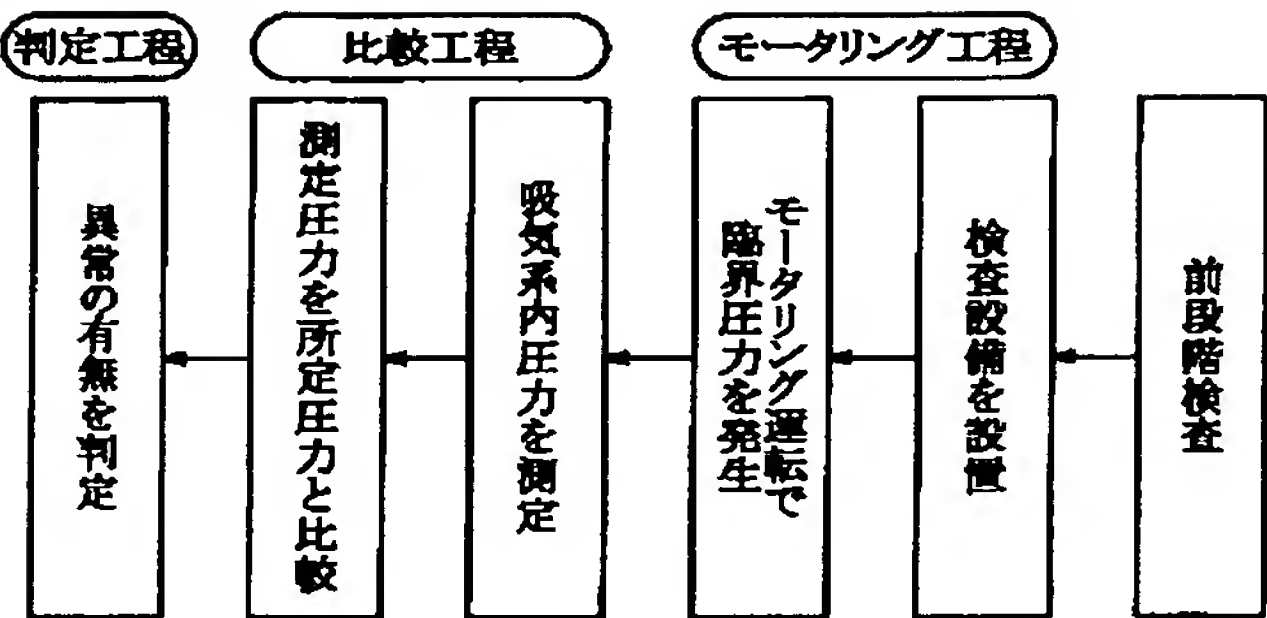 判定工程
比較工程
モータリング工程
前段階検査
検査設備を設置
モータリング運転で
臨界圧力を発生
吸気系内圧力を測定
測定圧力を所定圧力と比較
異常の有無を判定